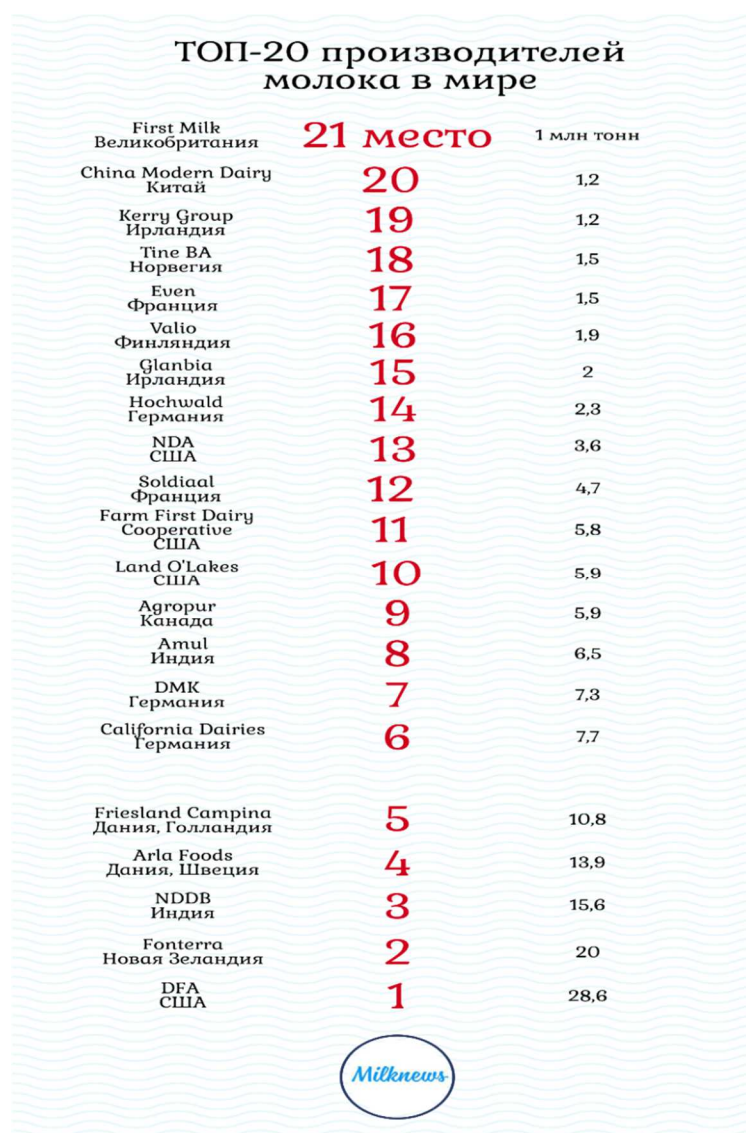 ТОП-20 производителей
молока в мире
First Milk
Великобритания
21 место
1 млн тонн
China Modern Dairy
Китай
20
1,2
Kerry Group
Ирландия
19
1,2
Tine BA
Норвегия
18
1,5
Even
Франция
17
1,5
Valio
Финляндия
16
1,9
Glanbia
Ирландия
15
2
Hochwald
Германия
14
2,3
NDA
США
13
3,6
Soldiaal
Франция
12
4,7
Farm First Dairy
Cooperative
США
11
5,8
Land O'Lakes
США
10
5,9
Agropur
Канада
9
5,9
Amul
Индия
8
6,5
DMK
Германия
7
7,3
California Dairies
Германия
6
7,7
Friesland Campina
Дания, Голландия
5
10,8
Arla Foods
Дания, Швеция
4
13,9
NDDB
Индия
3
15,6
Fonterra
Новая Зеландия
2
20
DFA
США
1
28,6
Milknews